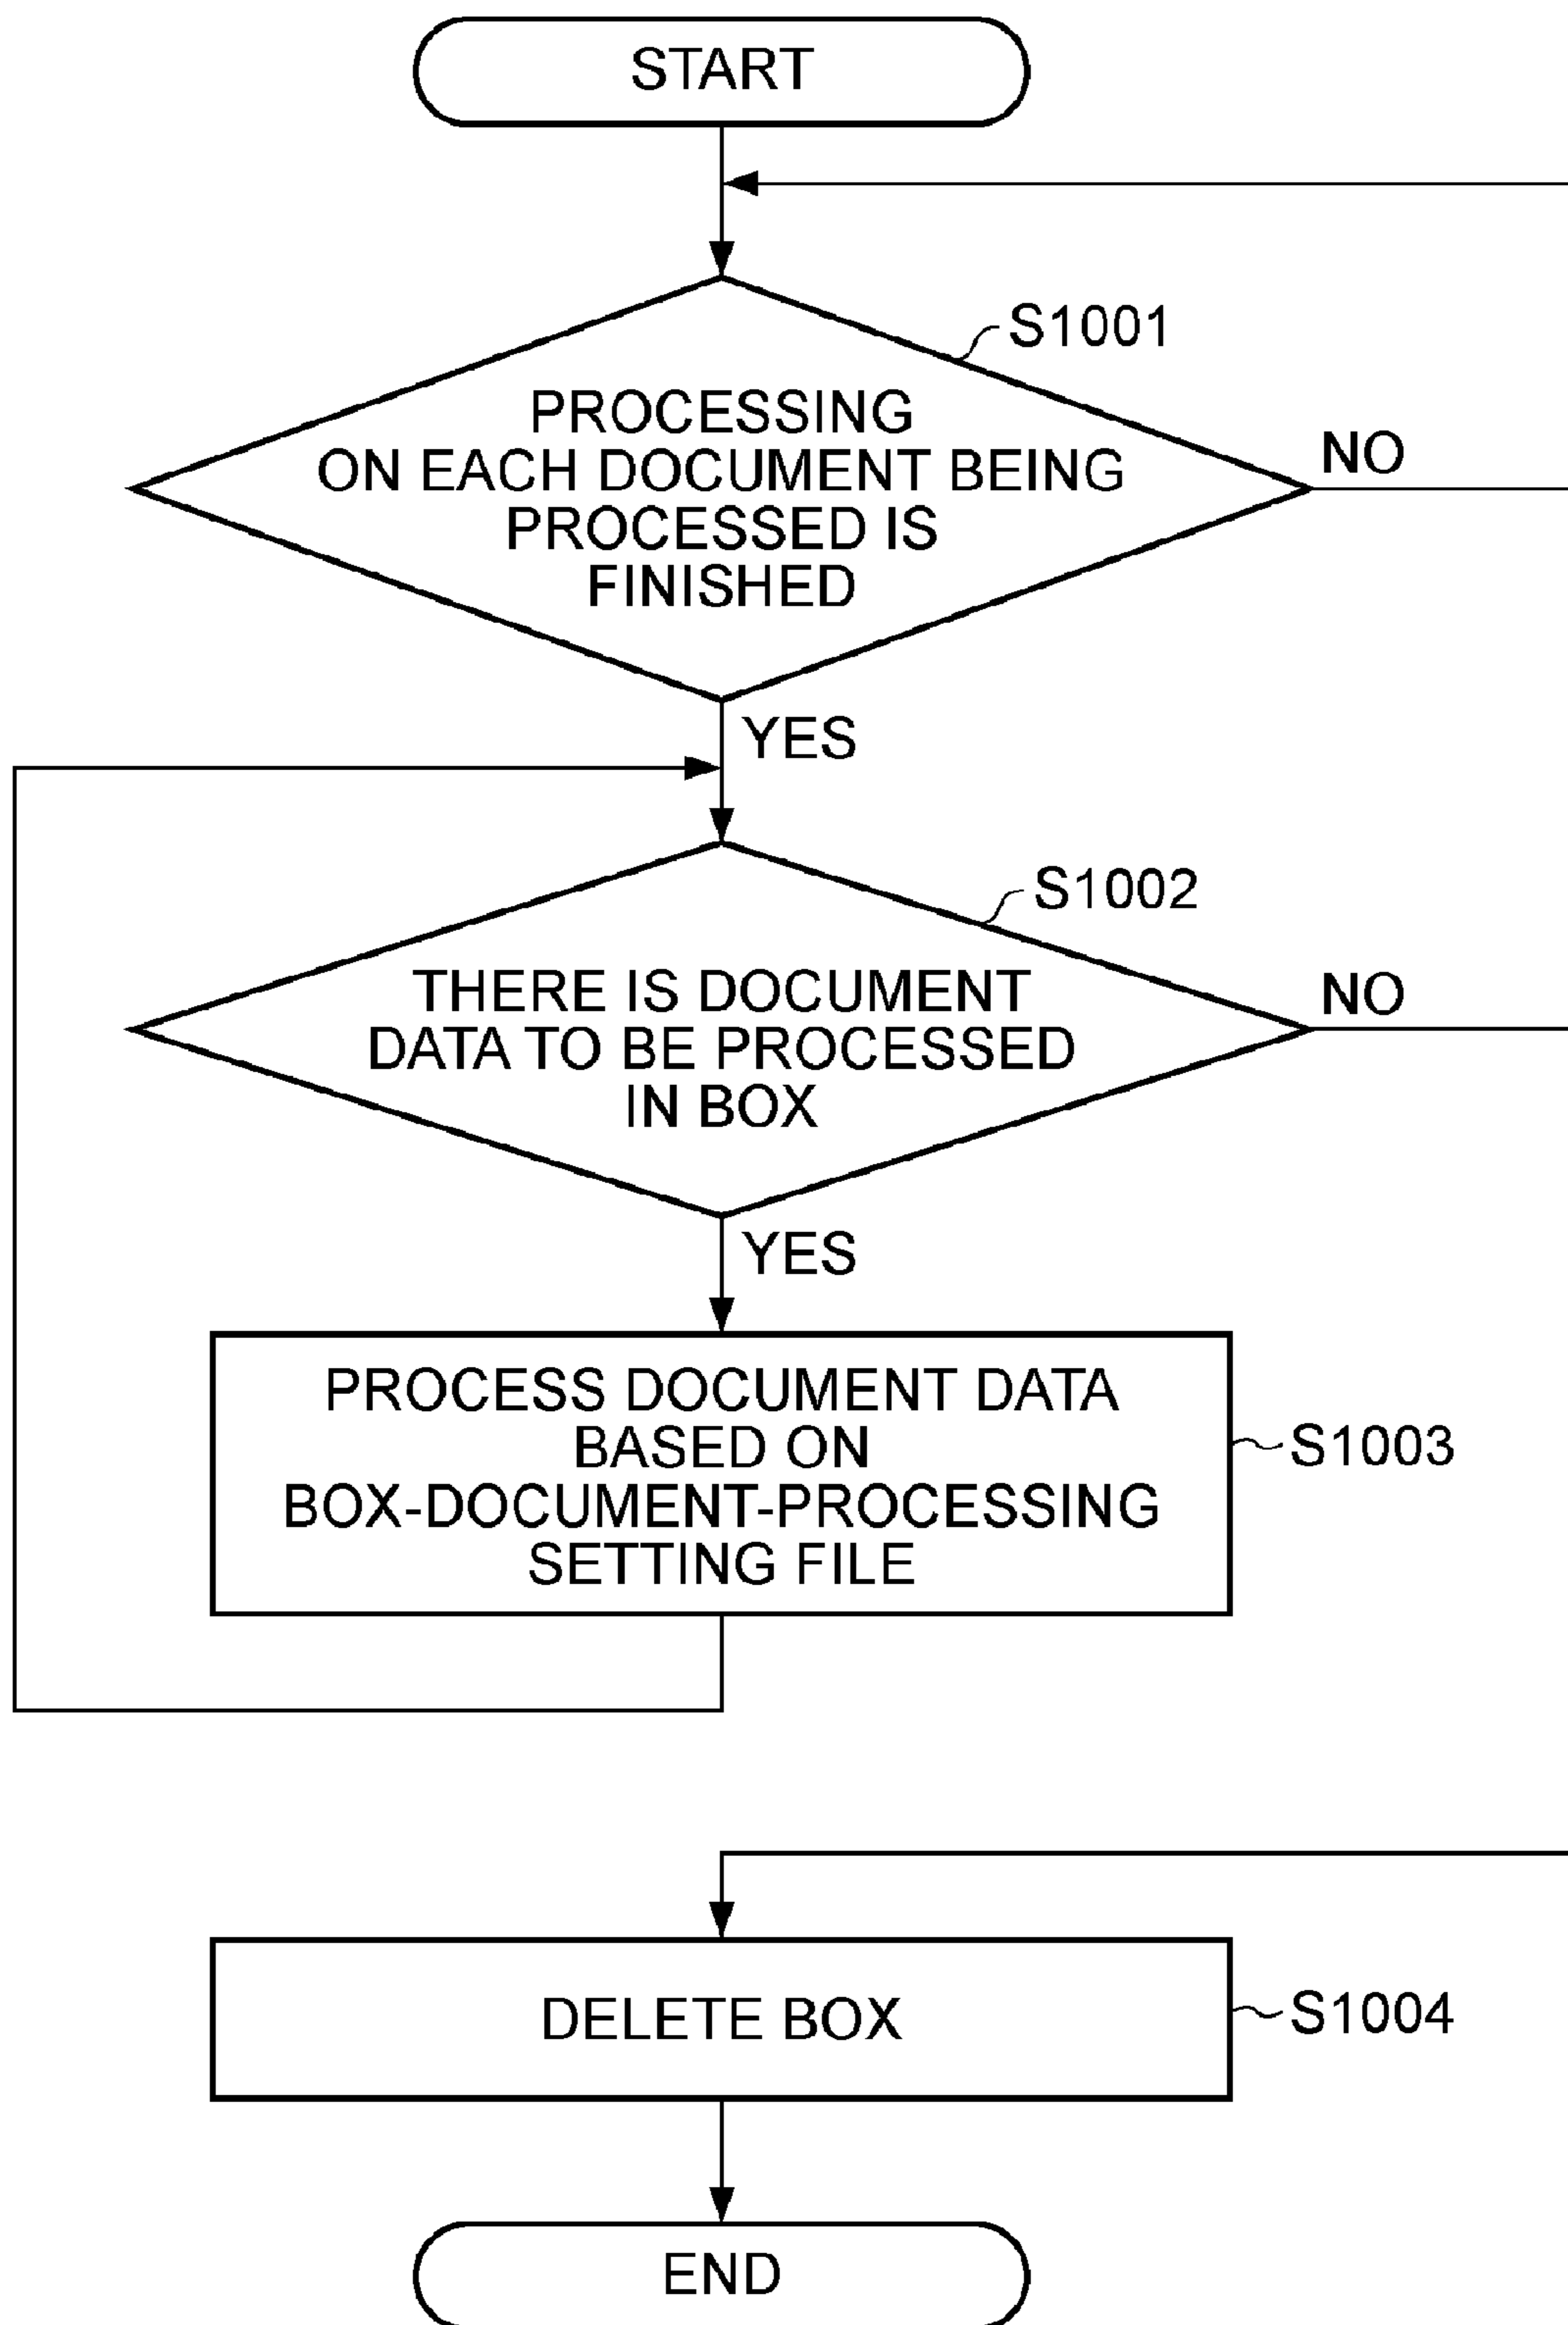 START
S1001
PROCESSING
ON EACH DOCUMENT BEING
PROCESSED IS
FINISHED
NO
YES
S1002
THERE IS DOCUMENT
DATA TO BE PROCESSED
IN BOX
NO
YES
PROCESS DOCUMENT DATA
BASED ON
BOX-DOCUMENT-PROCESSING
SETTING FILE
S1003
DELETE BOX
S1004
END